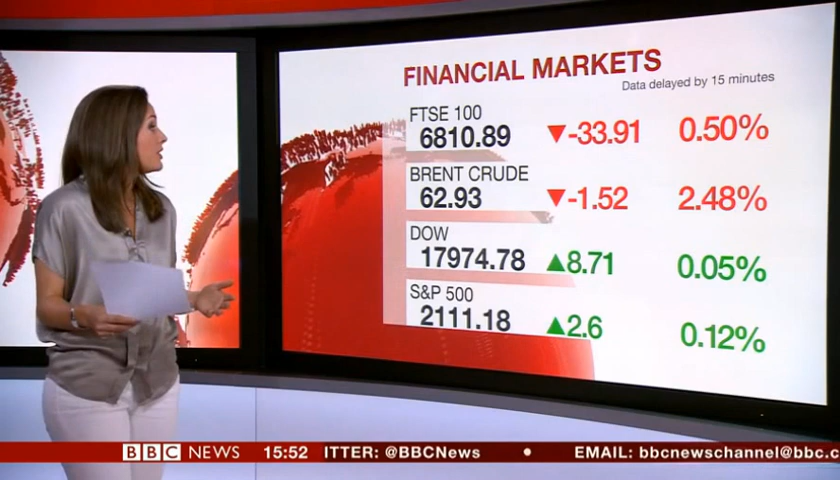 FINANCIAL MARKETS
Data delayed by 15 minutes
FTSE 100
6810.89 ▼-33.91 0.50%
BRENT CRUDE
62.93 ▼-1.52 2.48%
DOW
17974.78 ▲8.71 0.05%
S&P 500
2111.18 ▲2.6 0.12%
BBC NEWS 15:52 ITTER: @BBCNews • EMAIL: bbcnewschannel@bbc.c